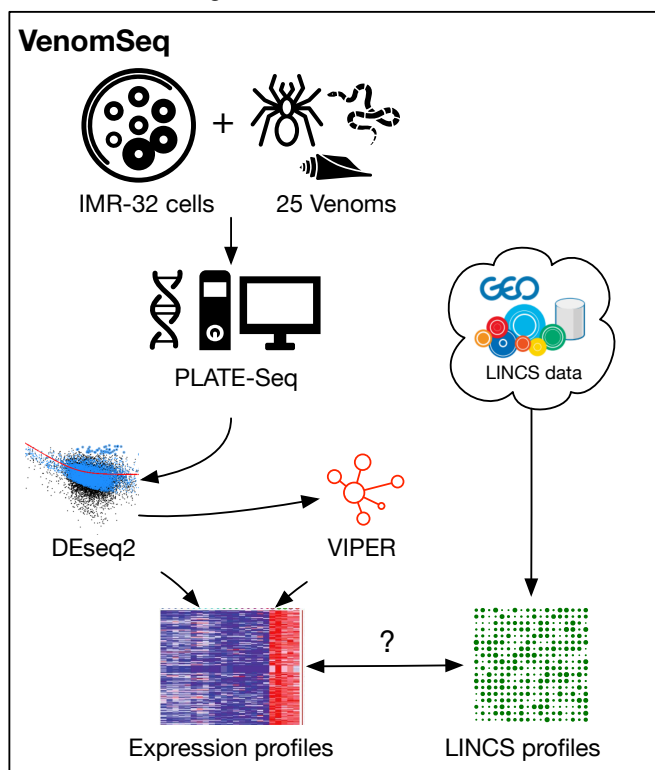 VenomSeq
IMR-32 cells
25 Venoms
PLATE-Seq
GEO
LINCS data
DEseq2
VIPER
?
Expression profiles
LINCS profiles